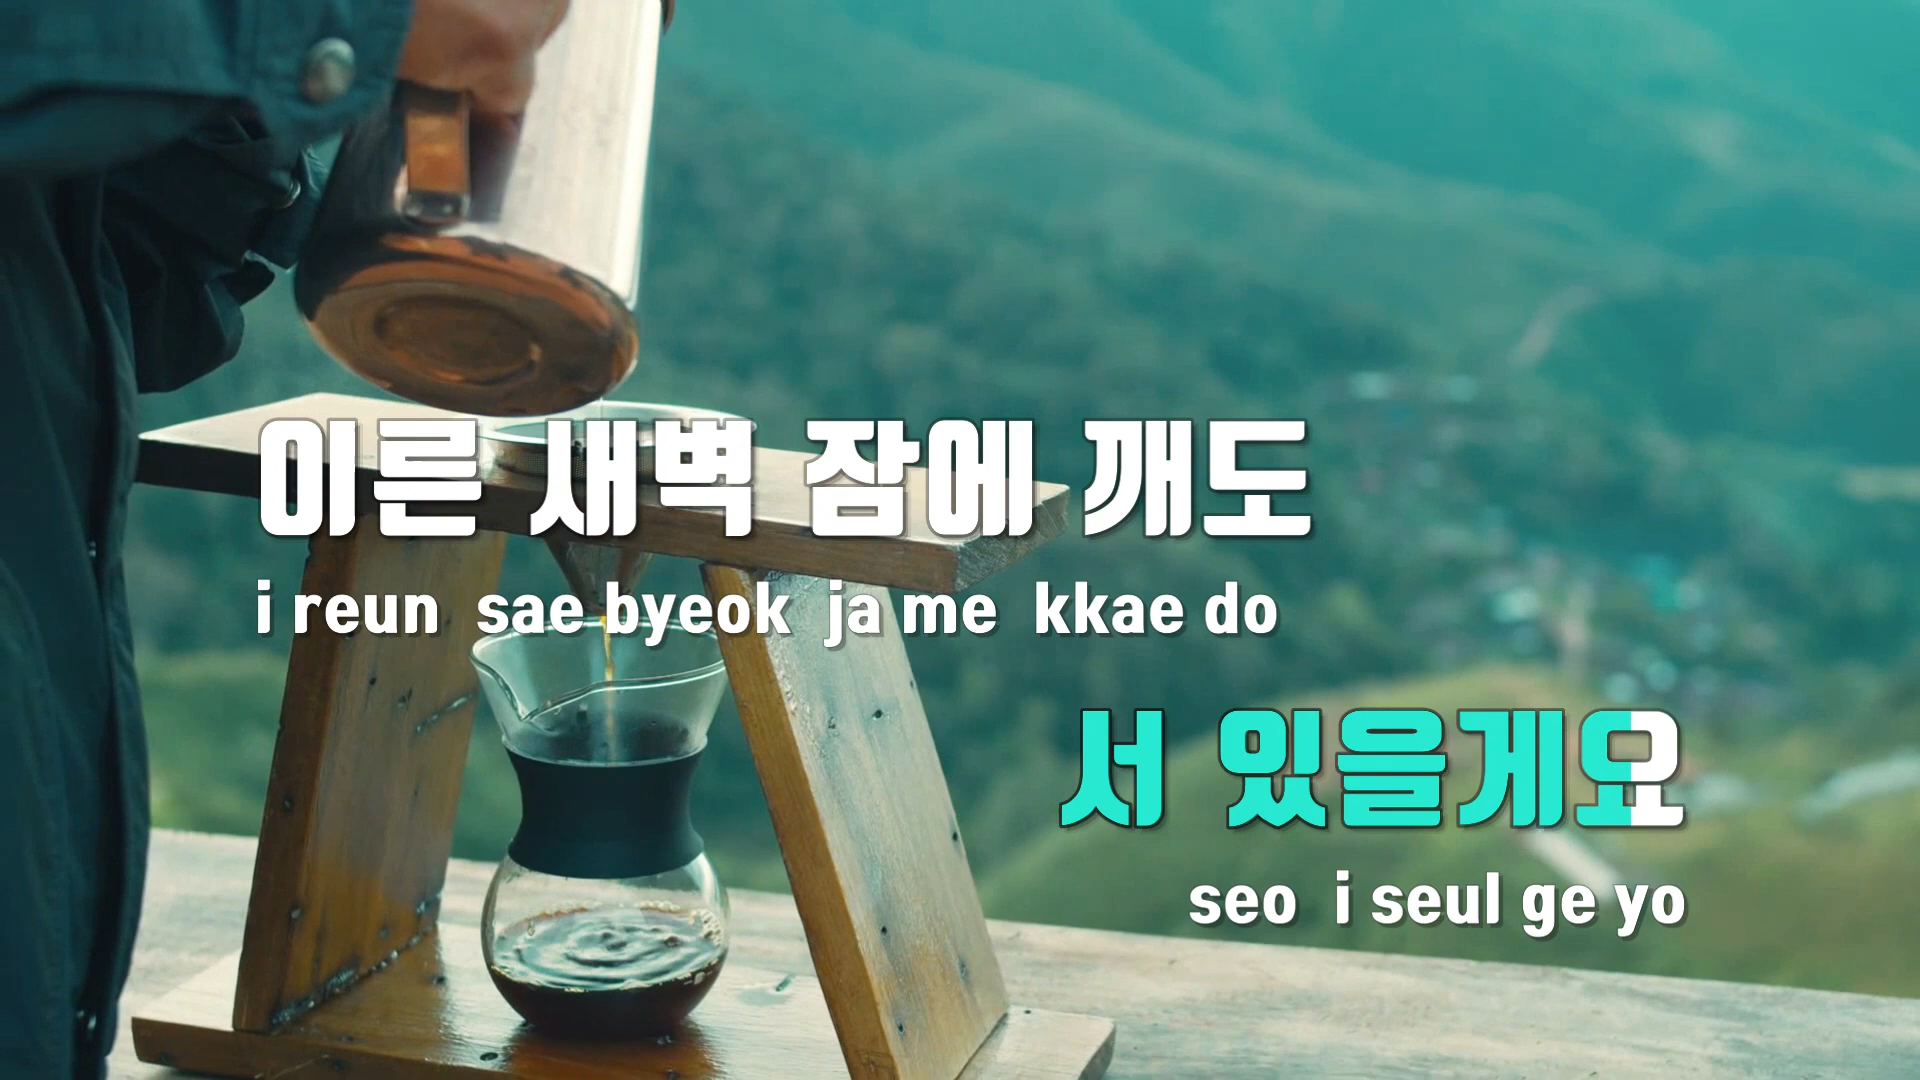 이른 새벽 잠에 깨도
i reun sae byeok ja me kkae do
서 있을게요
seo i seul ge yo